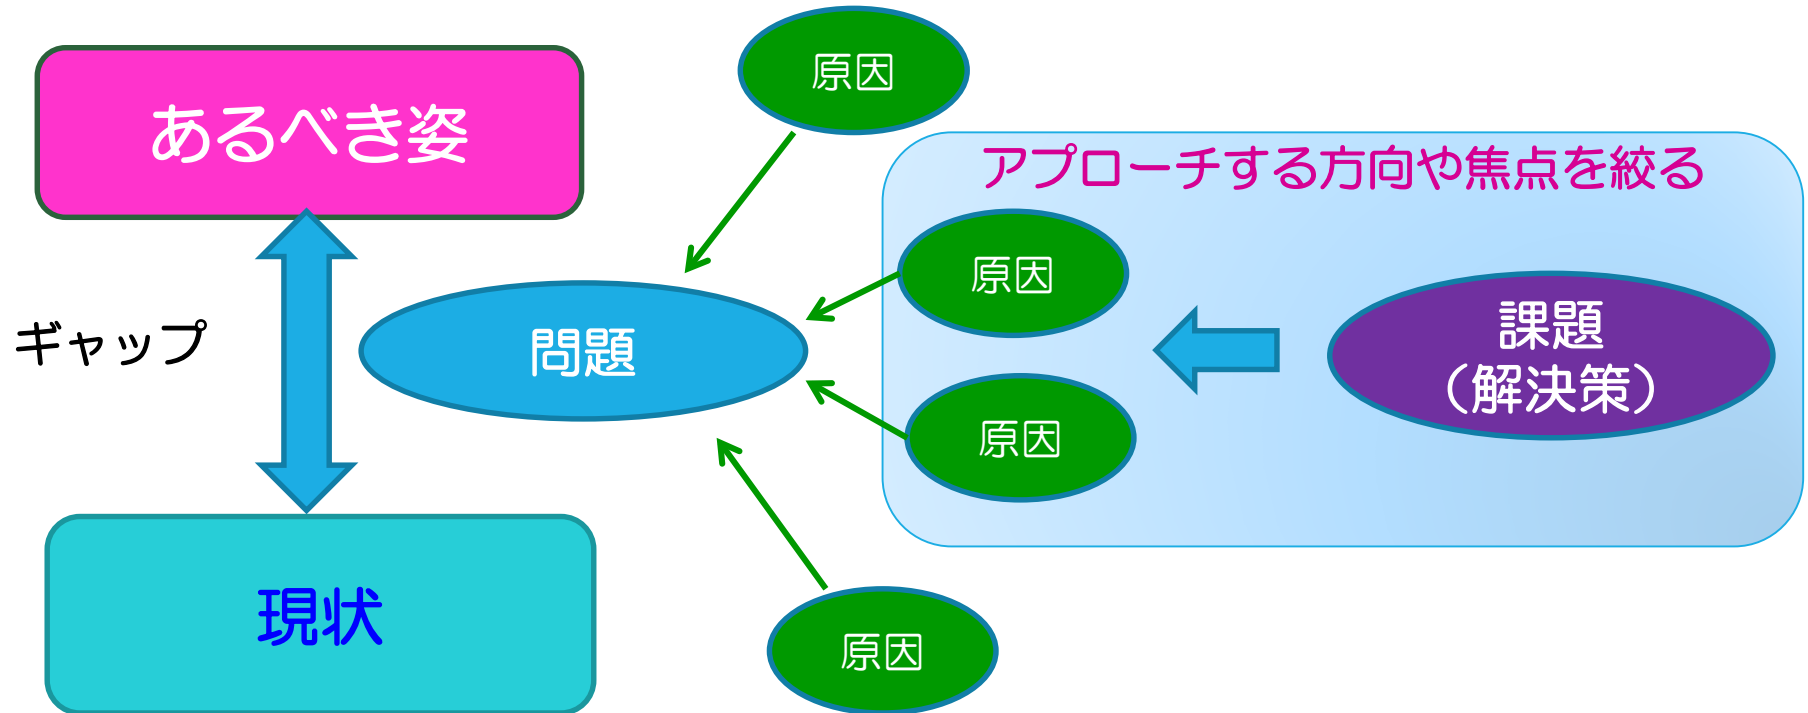 原因
あるべき姿
アプローチする方向や焦点を絞る
原因
ギャップ
問題
課題
（解決策）
原因
現状
原因